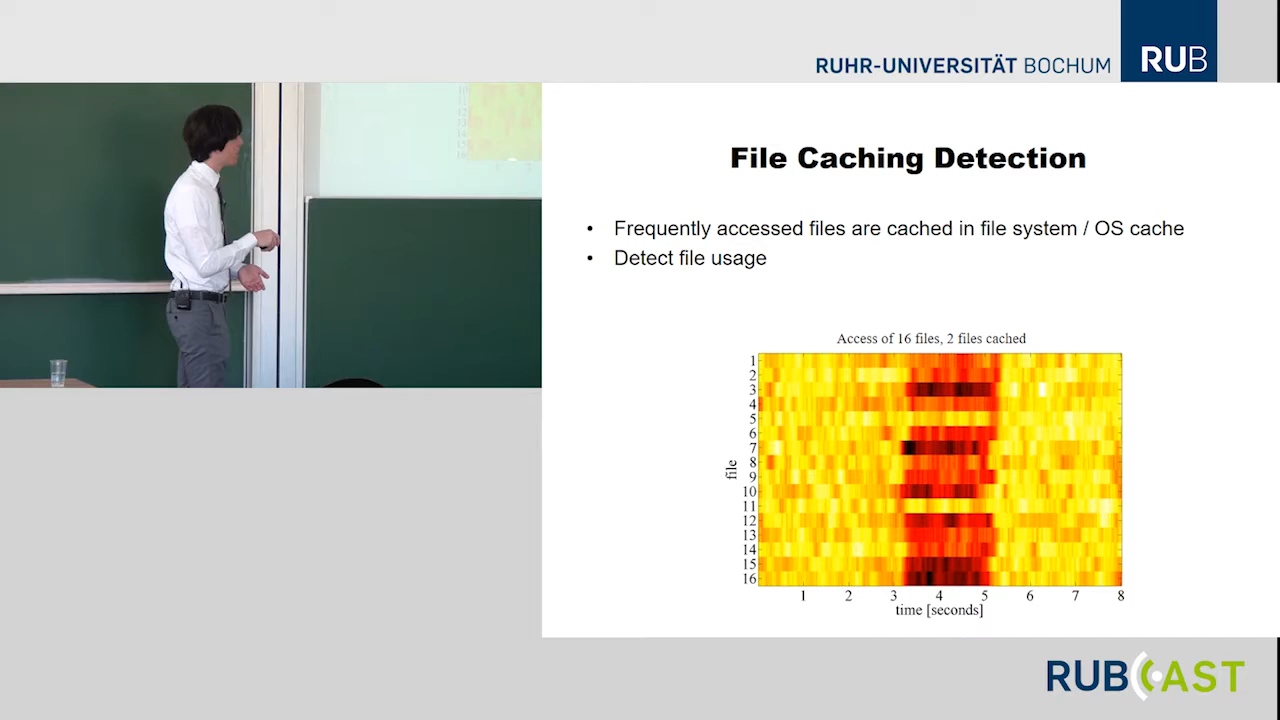 RUHR-UNIVERSITÄT BOCHUM RUB
File Caching Detection
• Frequently accessed files are cached in file system / OS cache
• Detect file usage
Access of 16 files, 2 files cached
file
1
2
3
4
5
6
7
8
9
10
11
12
13
14
15
16
1 2 3 4 5 6 7 8
time [seconds]
RUBCAST